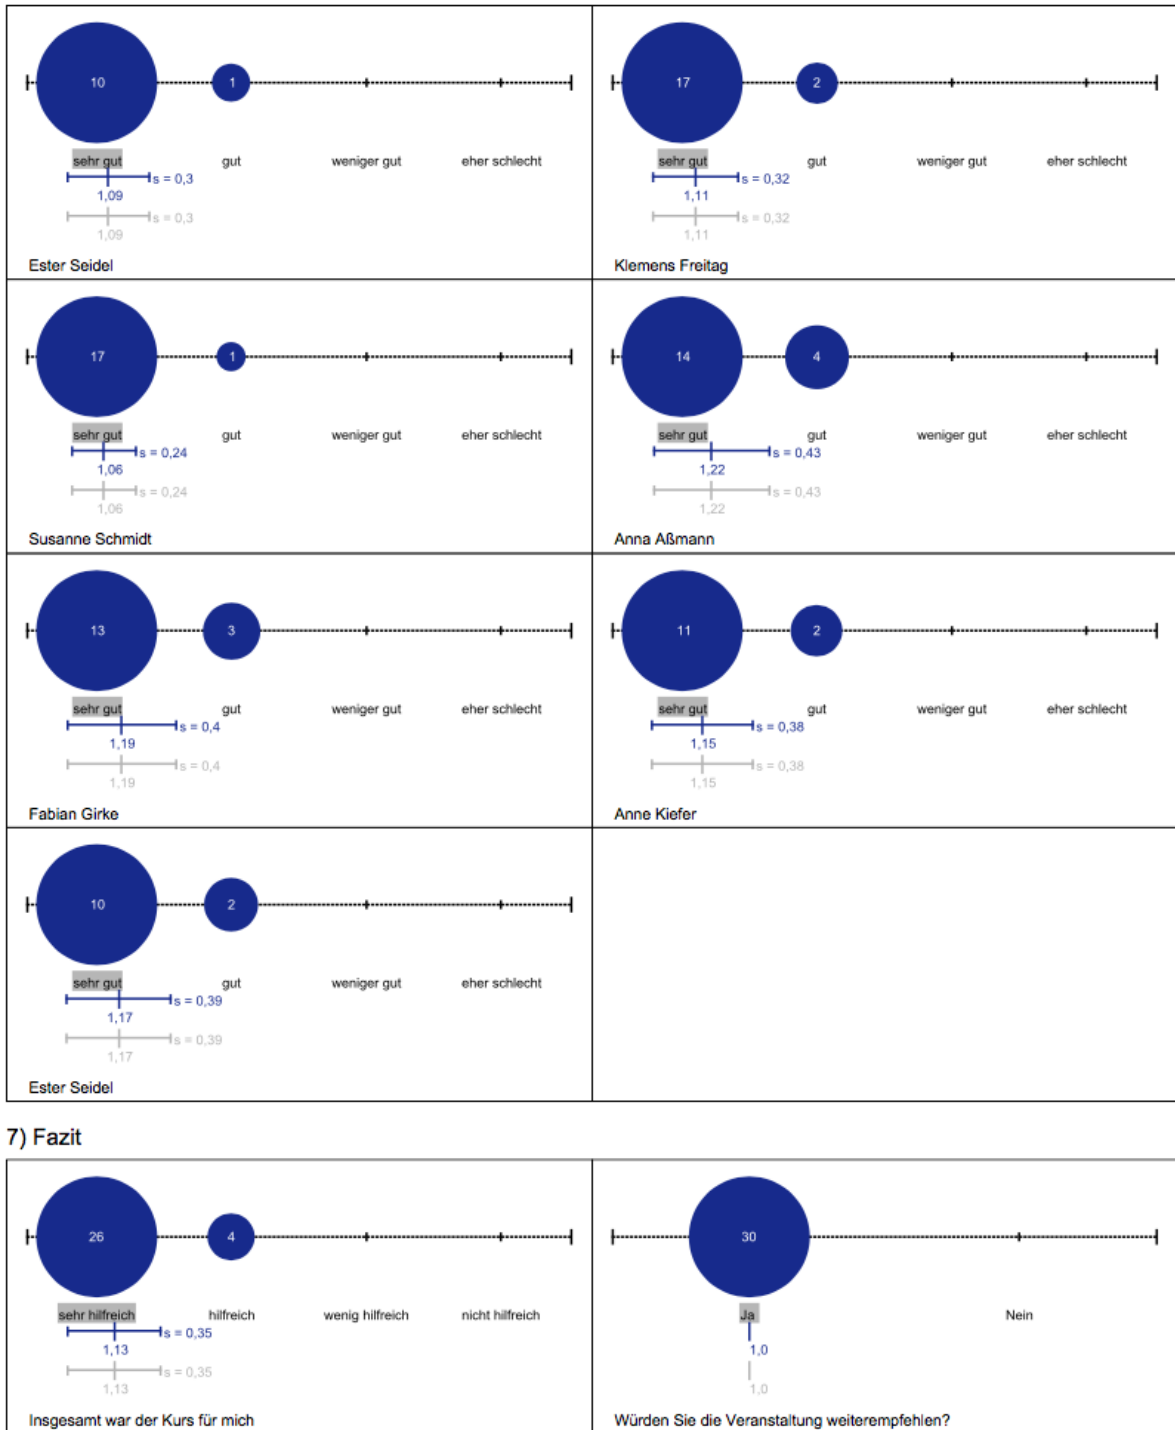 10
1
sehr gut
gut
weniger gut
eher schlecht
s = 0,3
1,09
s = 0,3
1,09
Ester Seidel
17
2
sehr gut
gut
weniger gut
eher schlecht
s = 0,32
1,11
s = 0,32
1,11
Klemens Freitag
17
1
sehr gut
gut
weniger gut
eher schlecht
s = 0,24
1,06
s = 0,24
1,06
Susanne Schmidt
14
4
sehr gut
gut
weniger gut
eher schlecht
s = 0,43
1,22
s = 0,43
1,22
Anna Aßmann
13
3
sehr gut
gut
weniger gut
eher schlecht
s = 0,4
1,19
s = 0,4
1,19
Fabian Girke
11
2
sehr gut
gut
weniger gut
eher schlecht
s = 0,38
1,15
s = 0,38
1,15
Anne Kiefer
10
2
sehr gut
gut
weniger gut
eher schlecht
s = 0,39
1,17
s = 0,39
1,17
Ester Seidel
7) Fazit
26
4
sehr hilfreich
hilfreich
wenig hilfreich
nicht hilfreich
s = 0,35
1,13
s = 0,35
1,13
Insgesamt war der Kurs für mich
30
Ja
Nein
1,0
1,0
Würden Sie die Veranstaltung weiterempfehlen?